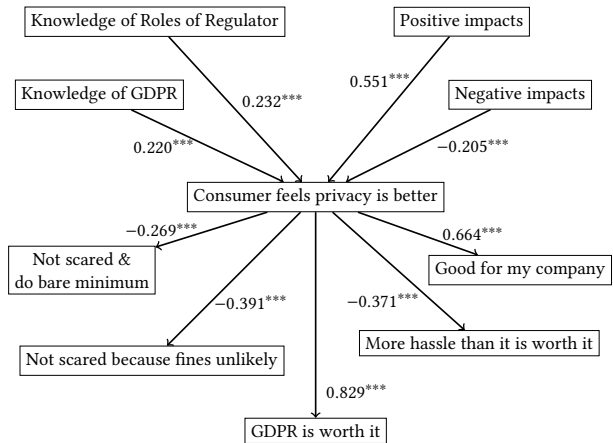 Knowledge of Roles of Regulator
Positive impacts
Knowledge of GDPR
Negative impacts
0.232***
0.551***
0.220***
−0.205***
Consumer feels privacy is better
−0.269***
0.664***
Not scared &
do bare minimum
Good for my company
−0.391***
−0.371***
Not scared because fines unlikely
More hassle than it is worth it
0.829***
GDPR is worth it